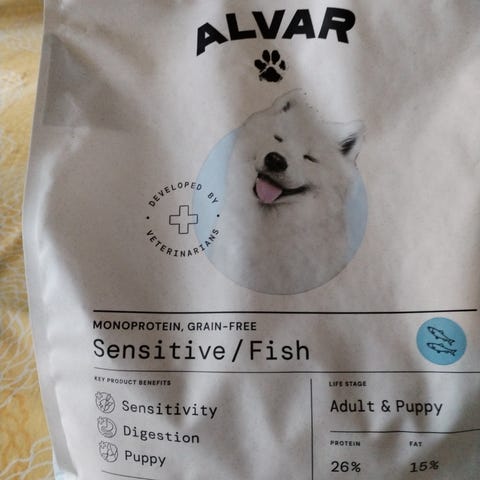 ALVAR
DEVELOPED BY
VETERINARIANS
MONOPROTEIN, GRAIN-FREE
Sensitive/Fish
KEY PRODUCT BENEFITS
Sensitivity
Digestion
Puppy
LIFE STAGE
Adult & Puppy
PROTEIN
26%
FAT
15%